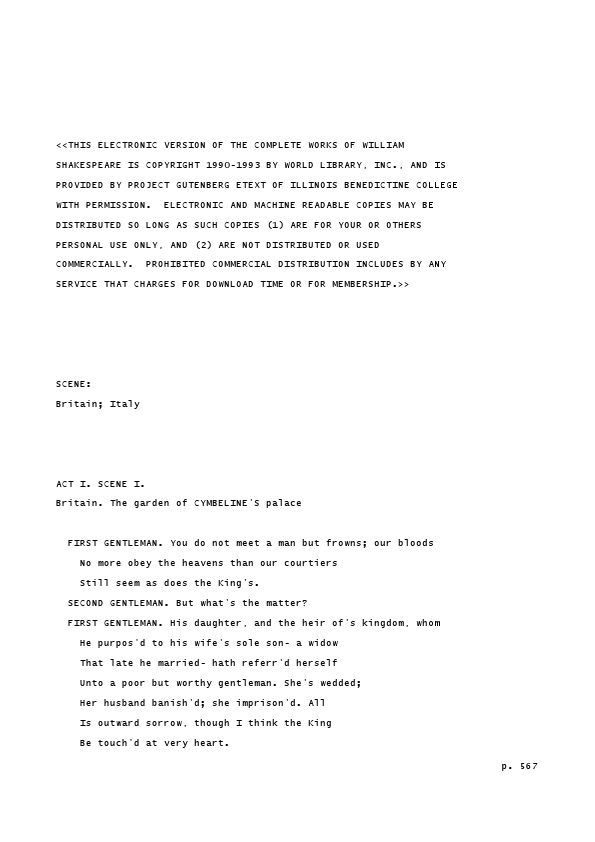 <<THIS ELECTRONIC VERSION OF THE COMPLETE WORKS OF WILLIAM
SHAKESPEARE IS COPYRIGHT 1990-1993 BY WORLD LIBRARY, INC., AND IS
PROVIDED BY PROJECT GUTENBERG ETEXT OF ILLINOIS BENEDICTINE COLLEGE
WITH PERMISSION.  ELECTRONIC AND MACHINE READABLE COPIES MAY BE
DISTRIBUTED SO LONG AS SUCH COPIES (1) ARE FOR YOUR OR OTHERS
PERSONAL USE ONLY, AND (2) ARE NOT DISTRIBUTED OR USED
COMMERCIALLY.  PROHIBITED COMMERCIAL DISTRIBUTION INCLUDES BY ANY
SERVICE THAT CHARGES FOR DOWNLOAD TIME OR FOR MEMBERSHIP.>>
SCENE:
Britain; Italy
ACT I. SCENE I.
Britain. The garden of CYMBELINE'S palace
FIRST GENTLEMAN. You do not meet a man but frowns; our bloods
No more obey the heavens than our courtiers
Still seem as does the King's.
SECOND GENTLEMAN. But what's the matter?
FIRST GENTLEMAN. His daughter, and the heir of's kingdom, whom
He purpos'd to his wife's sole son- a widow
That late he married- hath referr'd herself
Unto a poor but worthy gentleman. She's wedded;
Her husband banish'd; she imprison'd. All
Is outward sorrow, though I think the King
Be touch'd at very heart.
p. 567